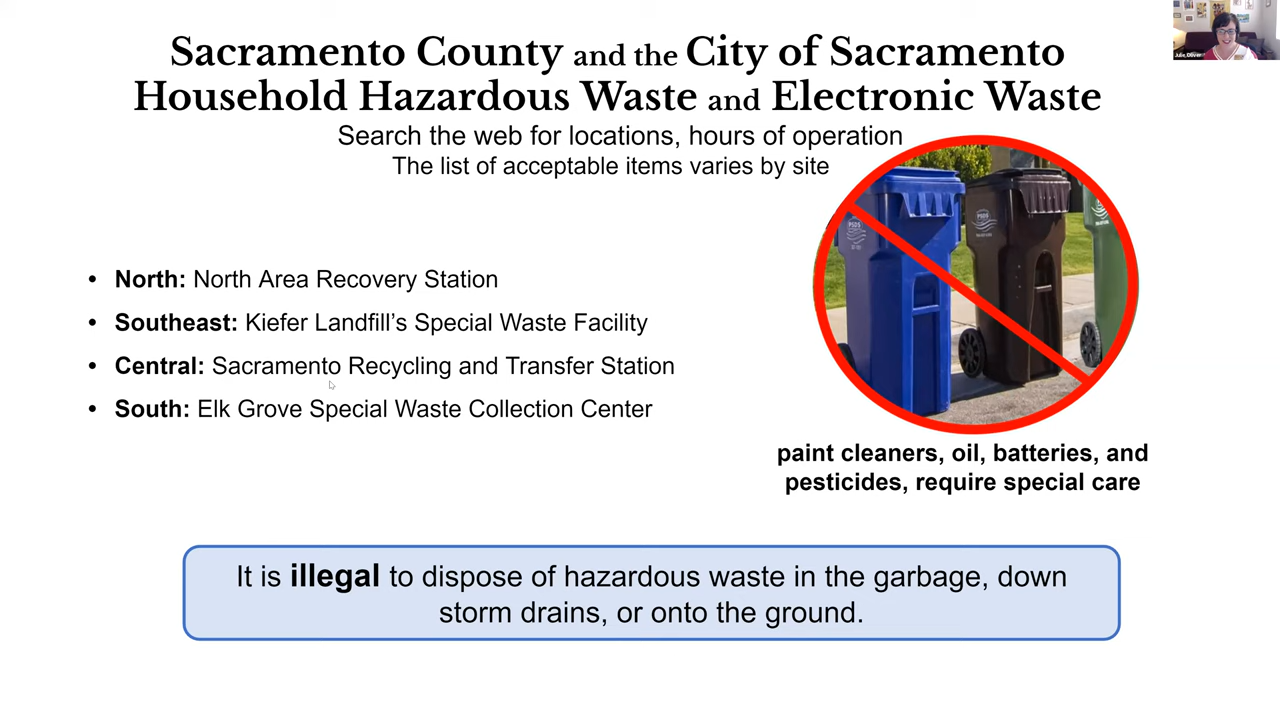 Sacramento County and the City of Sacramento
Household Hazardous Waste and Electronic Waste
Search the web for locations, hours of operation
The list of acceptable items varies by site
• North: North Area Recovery Station
• Southeast: Kiefer Landfill’s Special Waste Facility
• Central: Sacramento Recycling and Transfer Station
• South: Elk Grove Special Waste Collection Center
paint cleaners, oil, batteries, and
pesticides, require special care
It is illegal to dispose of hazardous waste in the garbage, down
storm drains, or onto the ground.